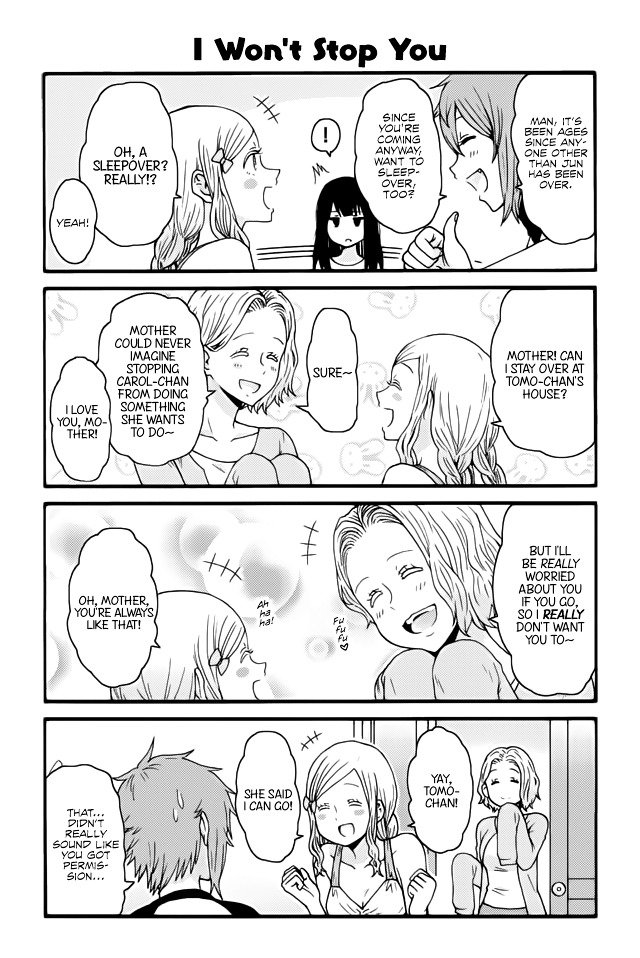 I Won't Stop You
MAN, IT'S
BEEN AGES
SINCE ANY-
ONE OTHER
THAN JUN
HAS BEEN
OVER.
SINCE
YOU'RE
COMING
ANYWAY,
WANT TO
SLEEP-
OVER,
TOO?
!
OH, A
SLEEPOVER?
REALLY!?
YEAH!
MOTHER! CAN
I STAY OVER AT
TOMO-CHAN'S
HOUSE?
SURE~
MOTHER
COULD NEVER
IMAGINE
STOPPING
CAROL-CHAN
FROM DOING
SOMETHING
SHE WANTS
TO DO~
I LOVE
YOU, MO-
THER!
BUT I'LL
BE REALLY
WORRIED
ABOUT YOU
IF YOU GO,
SO I REALLY
DON'T WANT
YOU TO~
Fu
fu
fu
♡
Ah
ha
ha!
OH, MOTHER,
YOU'RE ALWAYS
LIKE THAT!
YAY,
TOMO-
CHAN!
SHE SAID
I CAN GO!
THAT...
DIDN'T
REALLY
SOUND LIKE
YOU GOT
PERMIS-
SION...